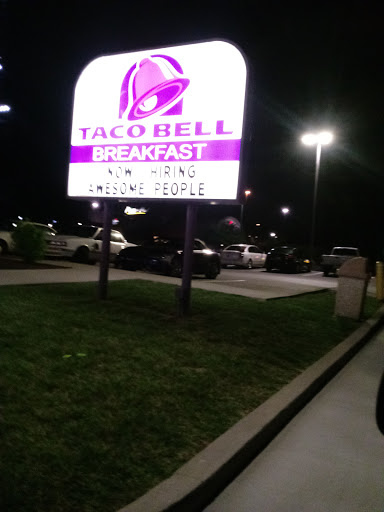 TACO BELL
BREAKFAST
NOW HIRING
AWESOME PEOPLE